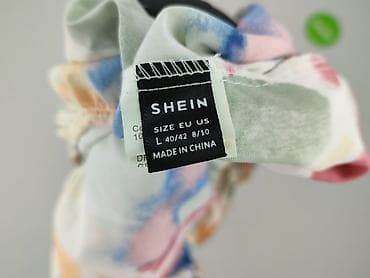 SHEIN
SIZE EU US
L 40/42 8/10
MADE IN CHINA